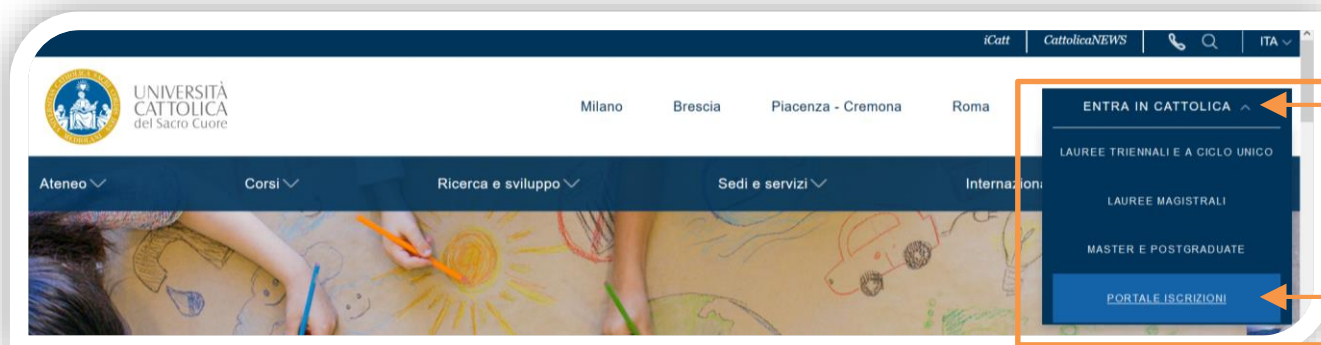 iCatt CattolicaNEWS ITA
UNIVERSITÀ
CATTOLICA
del Sacro Cuore
Milano Brescia Piacenza - Cremona Roma
ENTRA IN CATTOLICA
LAUREE TRIENNALI E A CICLO UNICO
LAUREE MAGISTRALI
MASTER E POSTGRADUATE
PORTALE ISCRIZIONI
Ateneo Corsi Ricerca e sviluppo Sedi e servizi